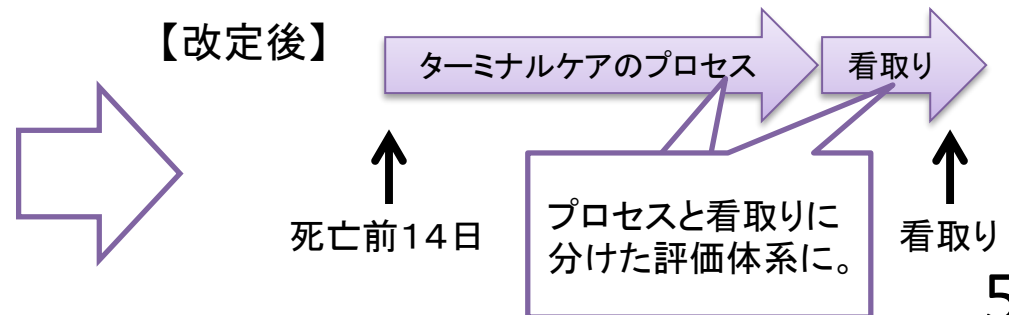 【改定後】
ターミナルケアのプロセス
看取り
死亡前14日
プロセスと看取りに
分けた評価体系に。
看取り
5